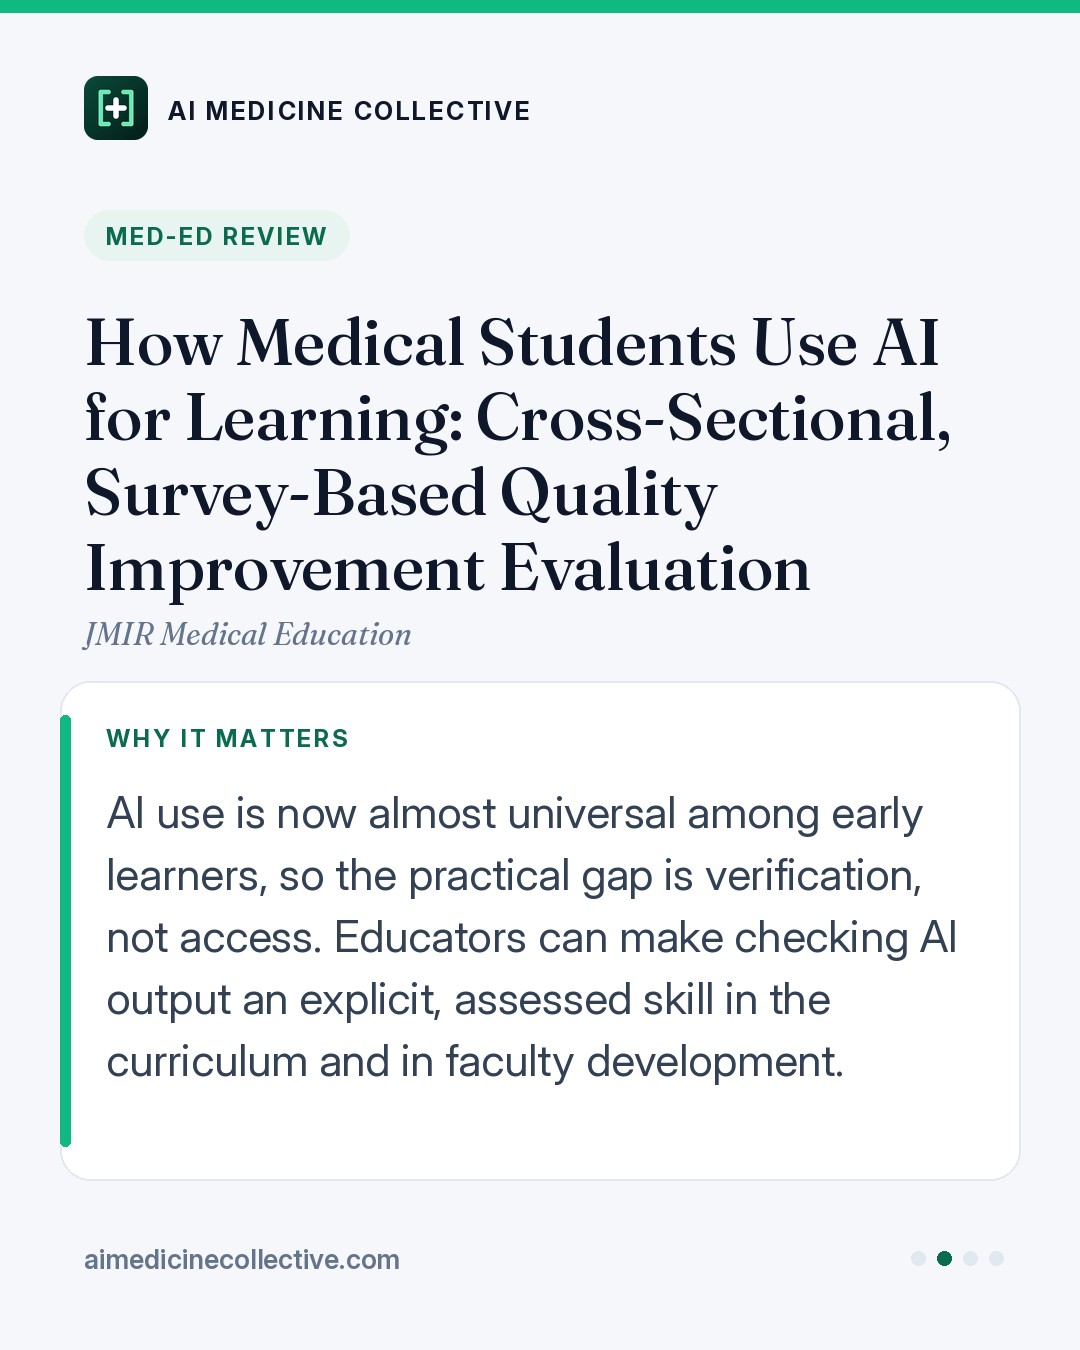 AI MEDICINE COLLECTIVE
MED-ED REVIEW
How Medical Students Use AI
for Learning: Cross-Sectional,
Survey-Based Quality
Improvement Evaluation
JMIR Medical Education
WHY IT MATTERS
AI use is now almost universal among early
learners, so the practical gap is verification,
not access. Educators can make checking AI
output an explicit, assessed skill in the
curriculum and in faculty development.
aimedicinecollective.com